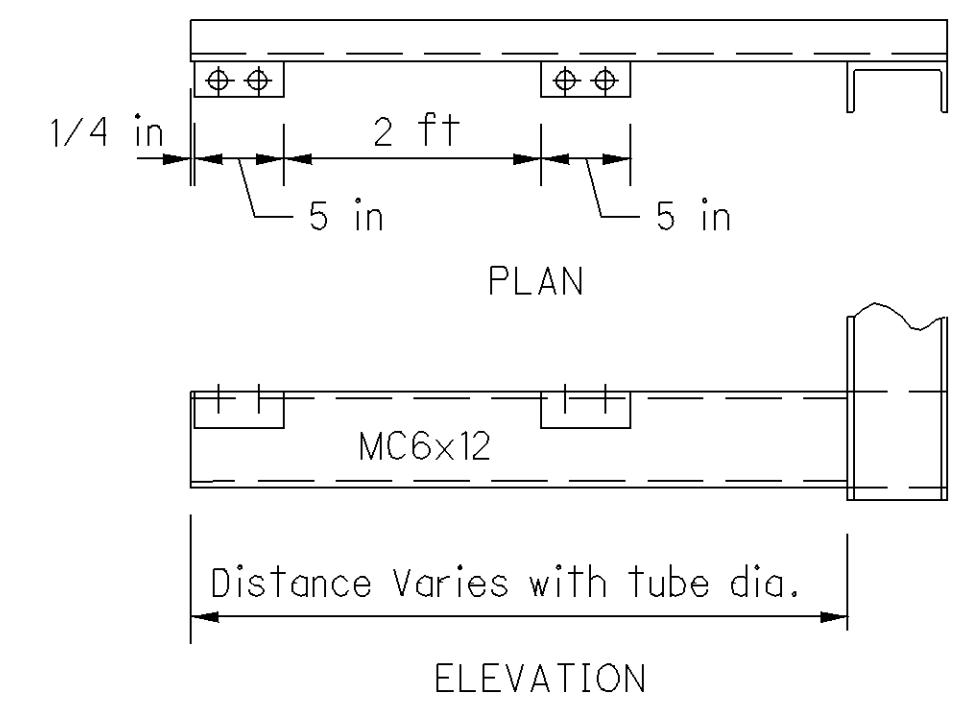 1/4 in
2 ft
5 in
5 in
PLAN
MC6x12
Distance Varies with tube dia.
ELEVATION